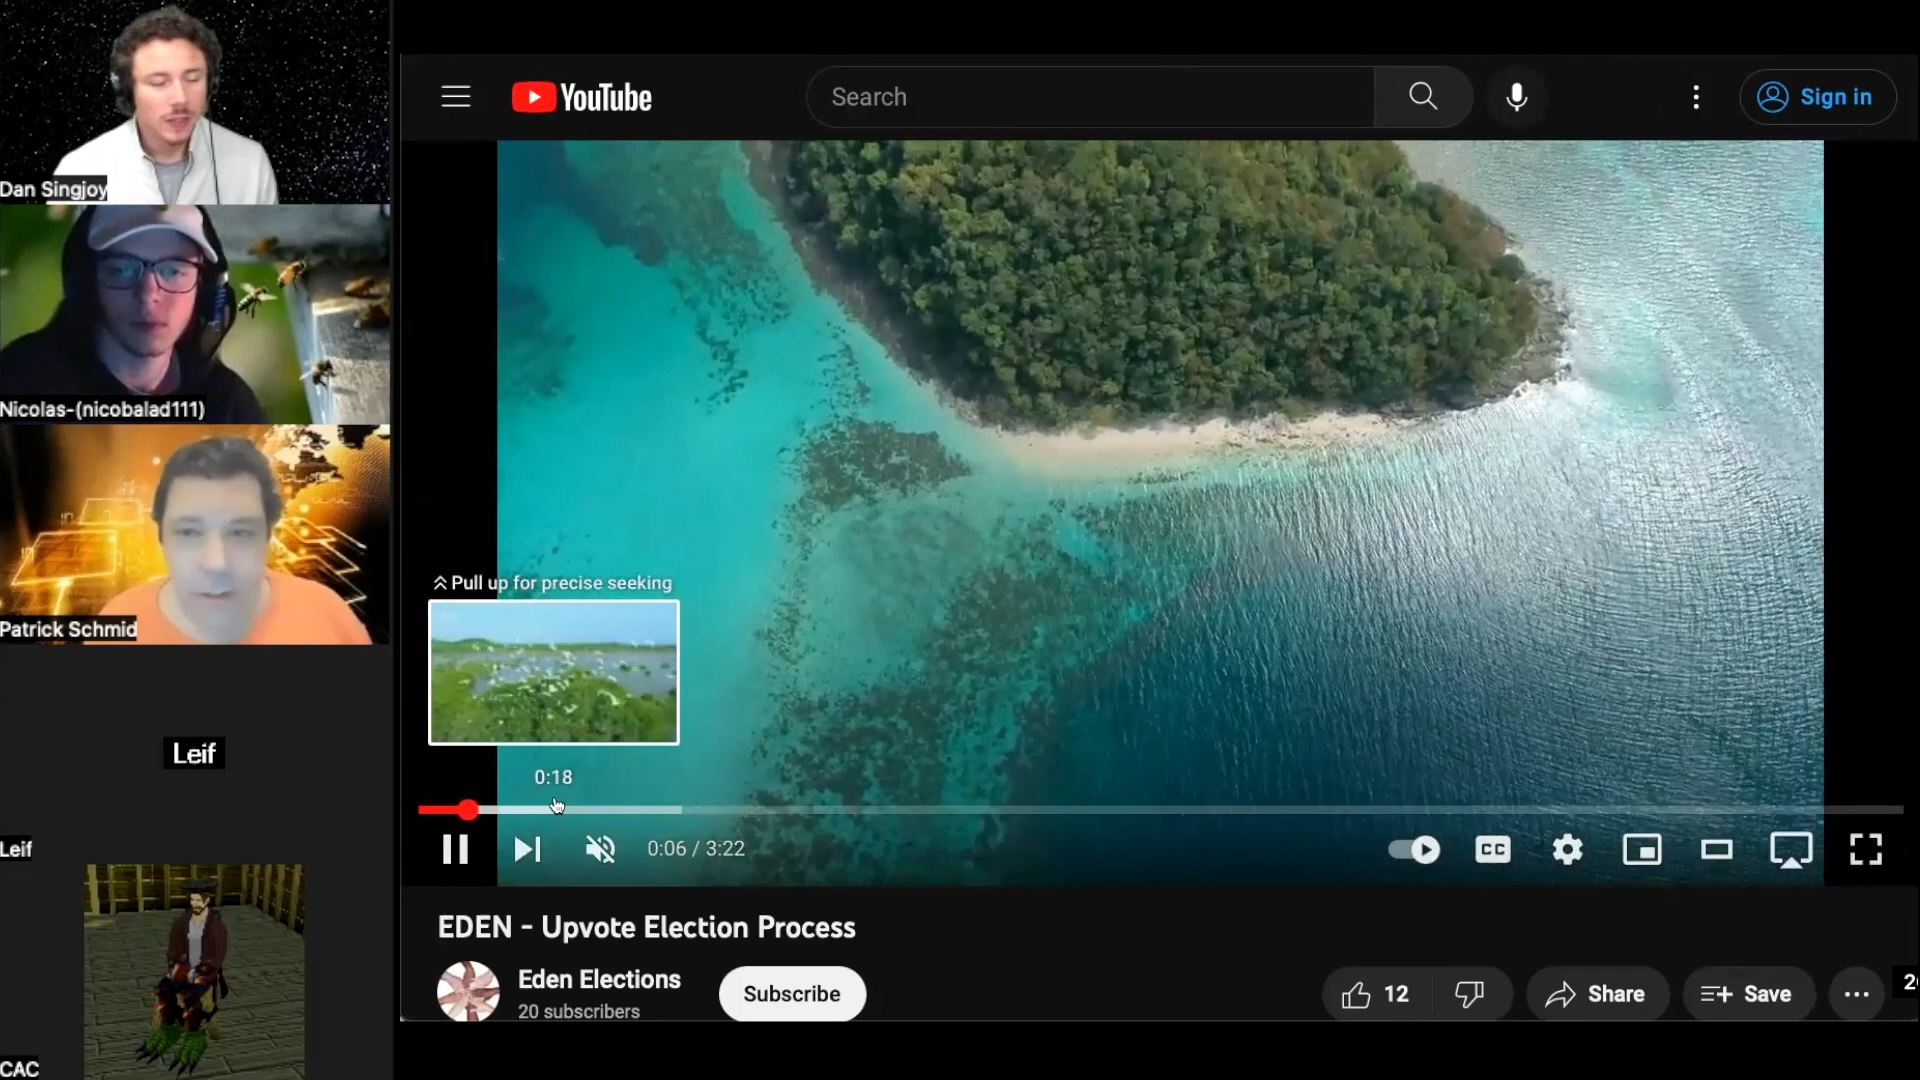 Dan Singjoy
Nicolas-(nicobalad111)
Patrick Schmid
Leif
Leif
CAC
YouTube
Search
Sign in
Pull up for precise seeking
0:18
0:06 / 3:22
CC
EDEN - Upvote Election Process
Eden Elections
20 subscribers
Subscribe
12
Share
Save